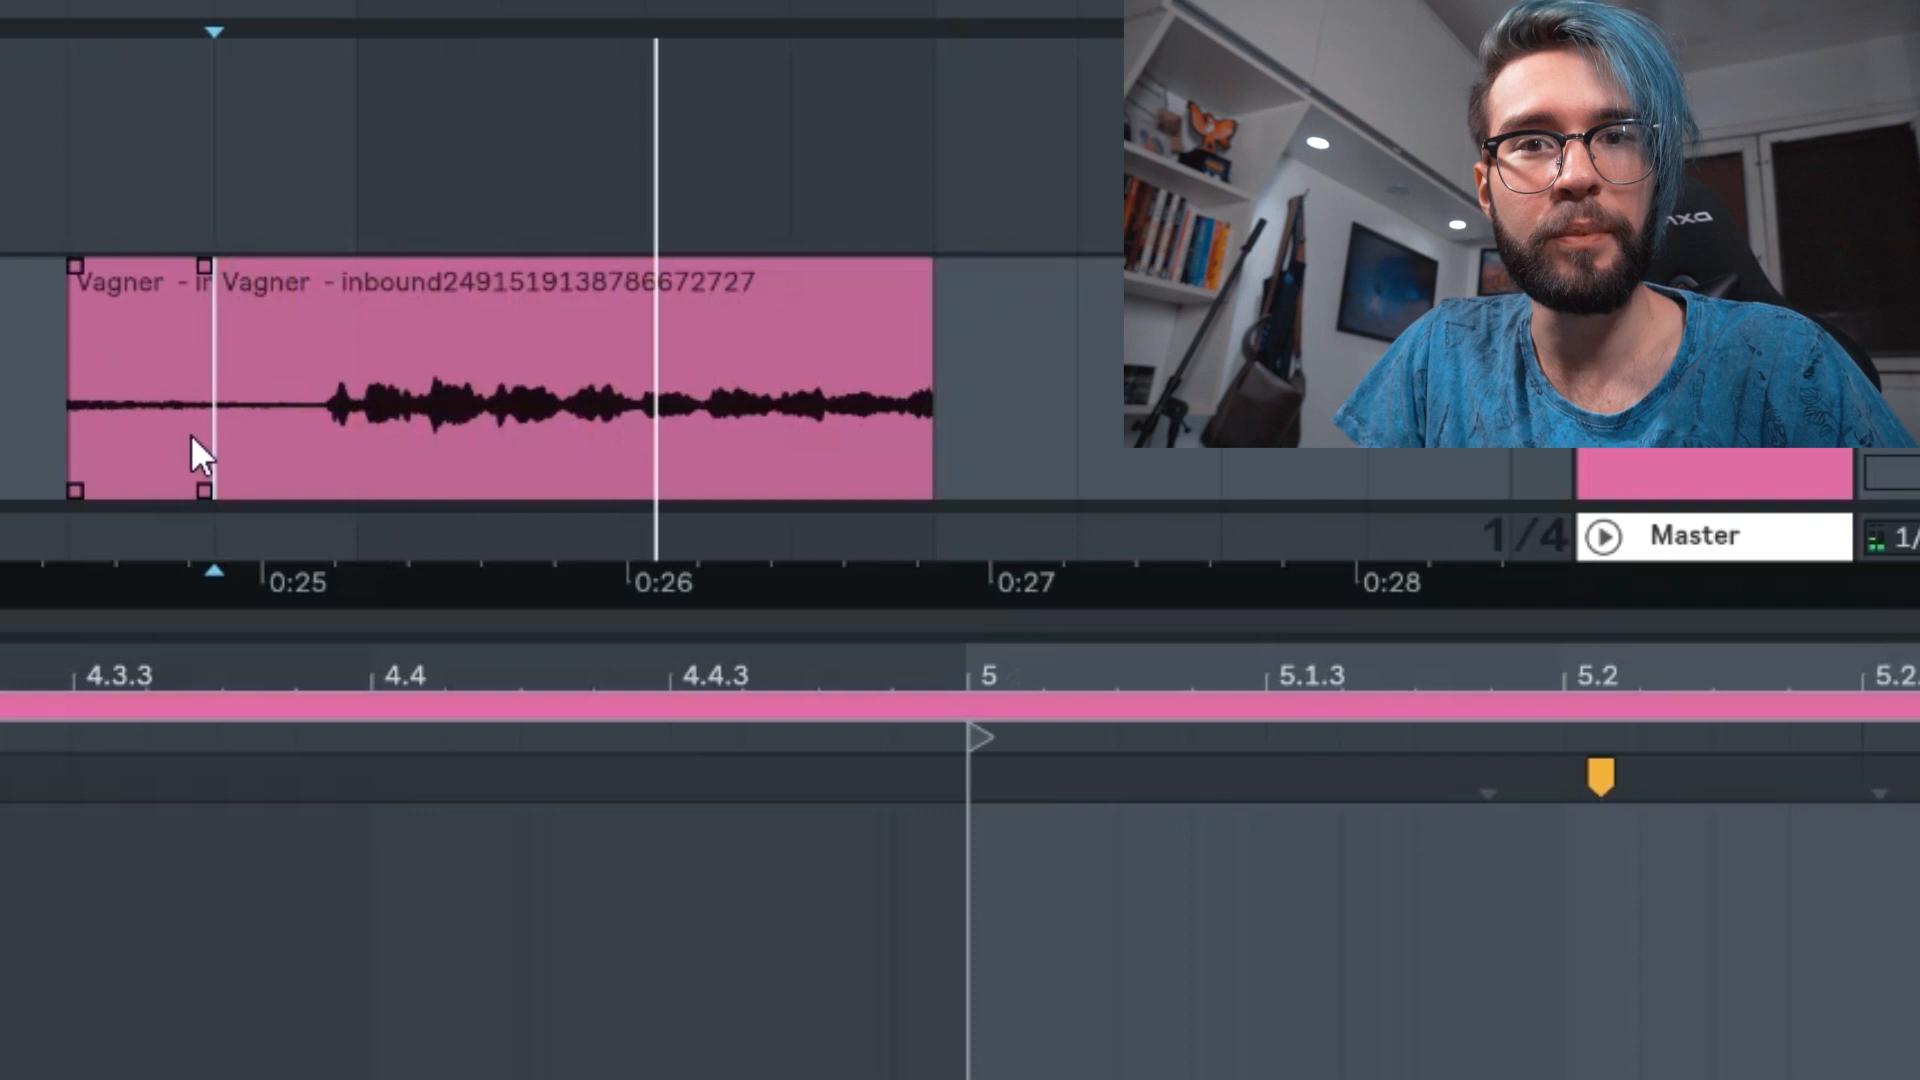 Vagner - in Vagner - inbound2491519138786672727
1/4
Master
1/
0:25 0:26 0:27 0:28
4.3.3 4.4 4.4.3 5 5.1.3 5.2 5.2.